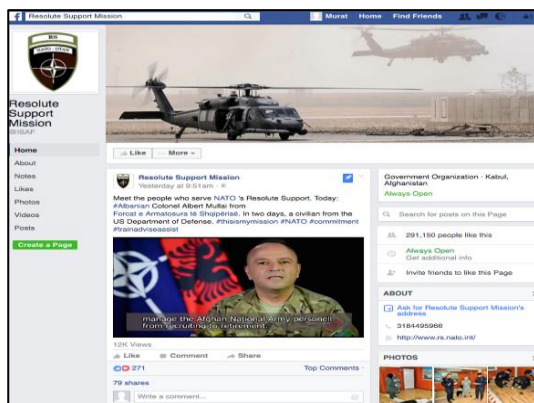 Resolute Support Mission
Murat Home Find Friends
RS
NATO OTAN
Resolute
Support
Mission
@ISAF
Home
About
Notes
Likes
Photos
Videos
Posts
Create a Page
Like More
Resolute Support Mission
Yesterday at 9:51am
Meet the people who serve NATO 's Resolute Support. Today:
#Albanian Colonel Albert Mullai from
Forcat e Armatosura të Shqipërisë. In two days, a civilian from the
US Department of Defense. #thisismymission #NATO #commitment
#trainadviseassist
manage the Afghan National Army personell
from recruiting to retirement.
12K Views
Like Comment Share
271 Top Comments
79 shares
Write a comment...
Government Organization · Kabul,
Afghanistan
Always Open
Search for posts on this Page
291,150 people like this
Always Open
Get additional info
Invite friends to like this Page
ABOUT
Ask for Resolute Support Mission's
address
3184495966
http://www.rs.nato.int/
PHOTOS